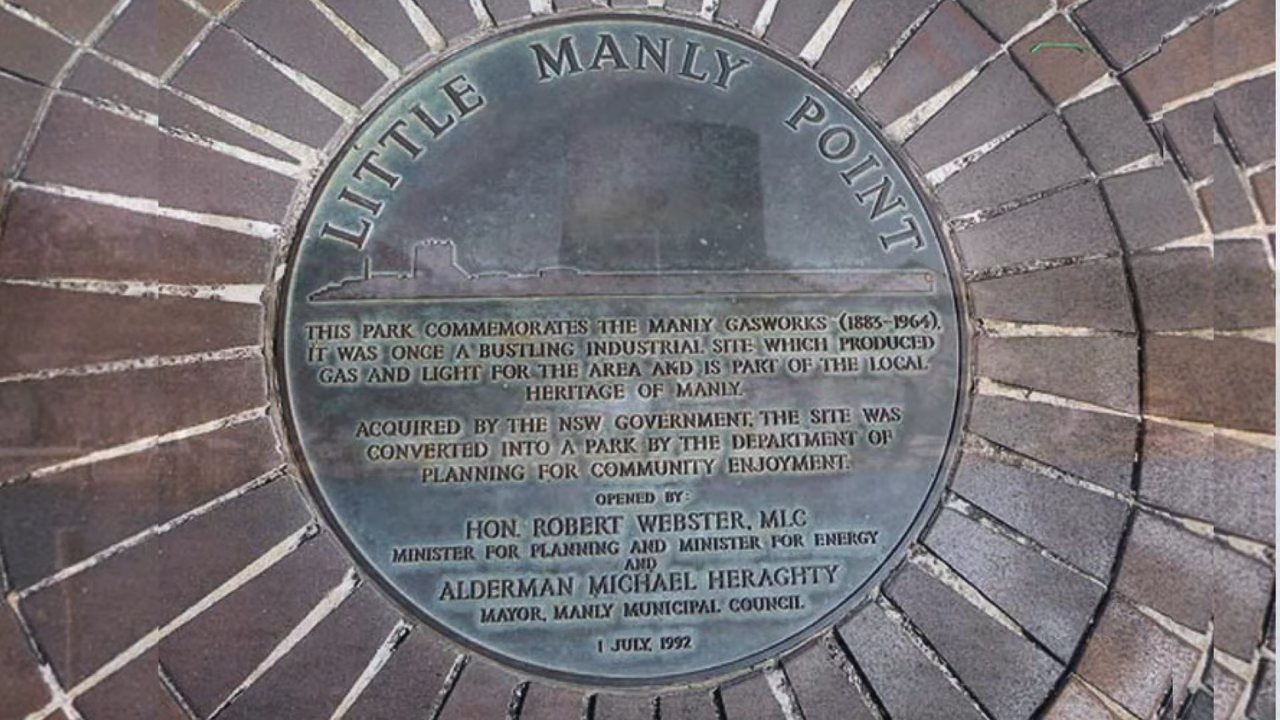 LITTLE MANLY POINT
THIS PARK COMMEMORATES THE MANLY GASWORKS (1883-1964).
IT WAS ONCE A BUSTLING INDUSTRIAL SITE WHICH PRODUCED
GAS AND LIGHT FOR THE AREA AND IS PART OF THE LOCAL
HERITAGE OF MANLY.
ACQUIRED BY THE NSW GOVERNMENT, THE SITE WAS
CONVERTED INTO A PARK BY THE DEPARTMENT OF
PLANNING FOR COMMUNITY ENJOYMENT.
OPENED BY:
HON. ROBERT WEBSTER, MLC
MINISTER FOR PLANNING AND MINISTER FOR ENERGY
AND
ALDERMAN MICHAEL HERAGHTY
MAYOR, MANLY MUNICIPAL COUNCIL
1 JULY, 1992